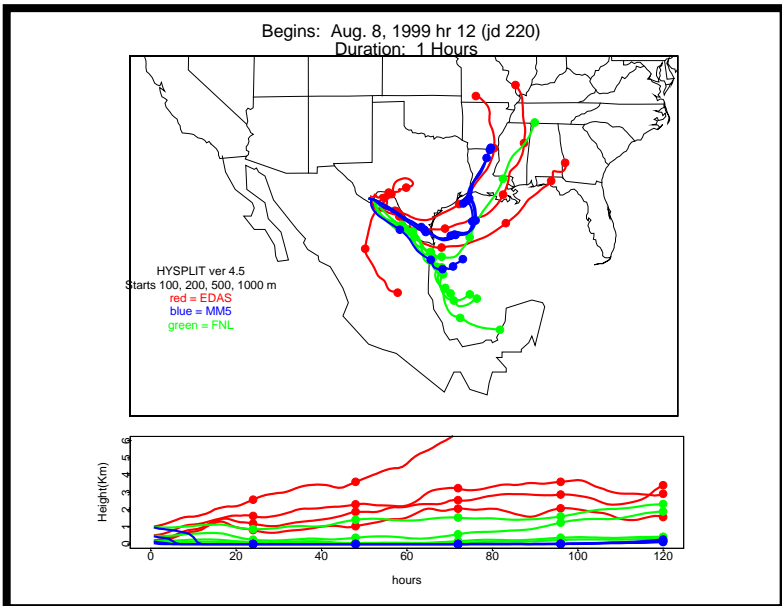 Begins:  Aug. 8, 1999 hr 12 (jd 220)
Duration:  1 Hours
HYSPLIT ver 4.5
Starts 100, 200, 500, 1000 m
red = EDAS
blue = MM5
green = FNL
Height(Km)
6
5
4
3
2
1
0
0 20 40 60 80 100 120
hours